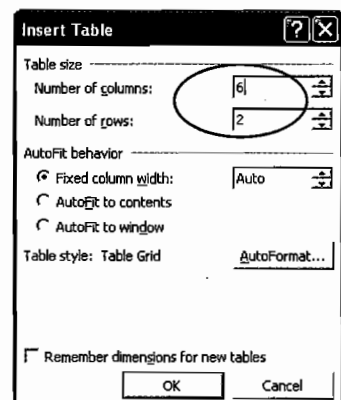 Insert Table
Table size
Number of columns: 6
Number of rows: 2
AutoFit behavior
Fixed column width: Auto
AutoFit to contents
AutoFit to window
Table style: Table Grid AutoFormat...
Remember dimensions for new tables
OK Cancel